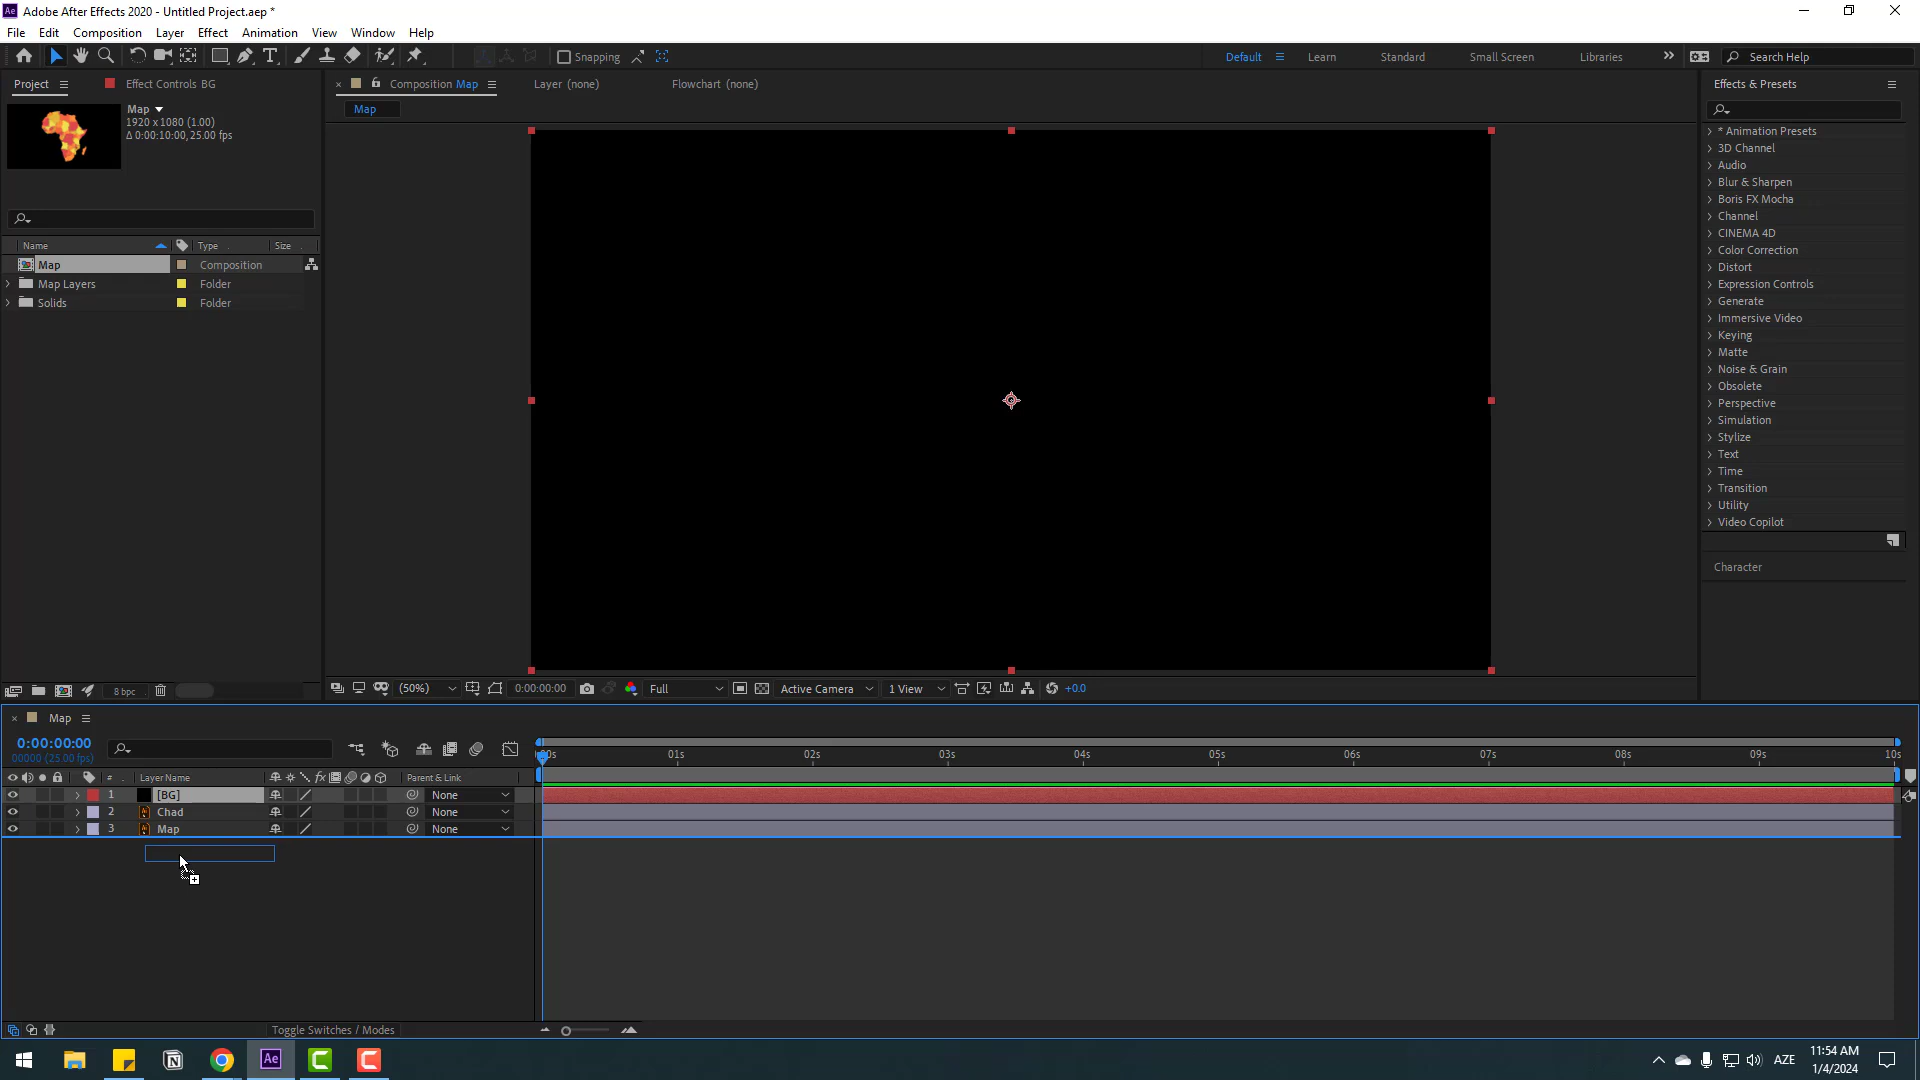 Ae Adobe After Effects 2020 - Untitled Project.aep *
File Edit Composition Layer Effect Animation View Window Help
Snapping Default Learn Standard Small Screen Libraries Search Help
Project Effect Controls BG Composition Map Layer (none) Flowchart (none) Effects & Presets
Map
1920 x 1080 (1.00)
Δ 0:00:10:00, 25.00 fps
Map
Name Type Size
Map Composition
Map Layers Folder
Solids Folder
* Animation Presets
3D Channel
Audio
Blur & Sharpen
Boris FX Mocha
Channel
CINEMA 4D
Color Correction
Distort
Expression Controls
Generate
Immersive Video
Keying
Matte
Noise & Grain
Obsolete
Perspective
Simulation
Stylize
Text
Time
Transition
Utility
Video Copilot
Character
8 bpc (50%) 0:00:00:00 Full Active Camera 1 View +0.0
Map
0:00:00:00
00000 (25.00 fps)
:00s 01s 02s 03s 04s 05s 06s 07s 08s 09s 10s
# Layer Name fx Parent & Link
1 [BG] None
2 Chad None
3 Map None
Toggle Switches / Modes
Ae AZE 11:54 AM
1/4/2024